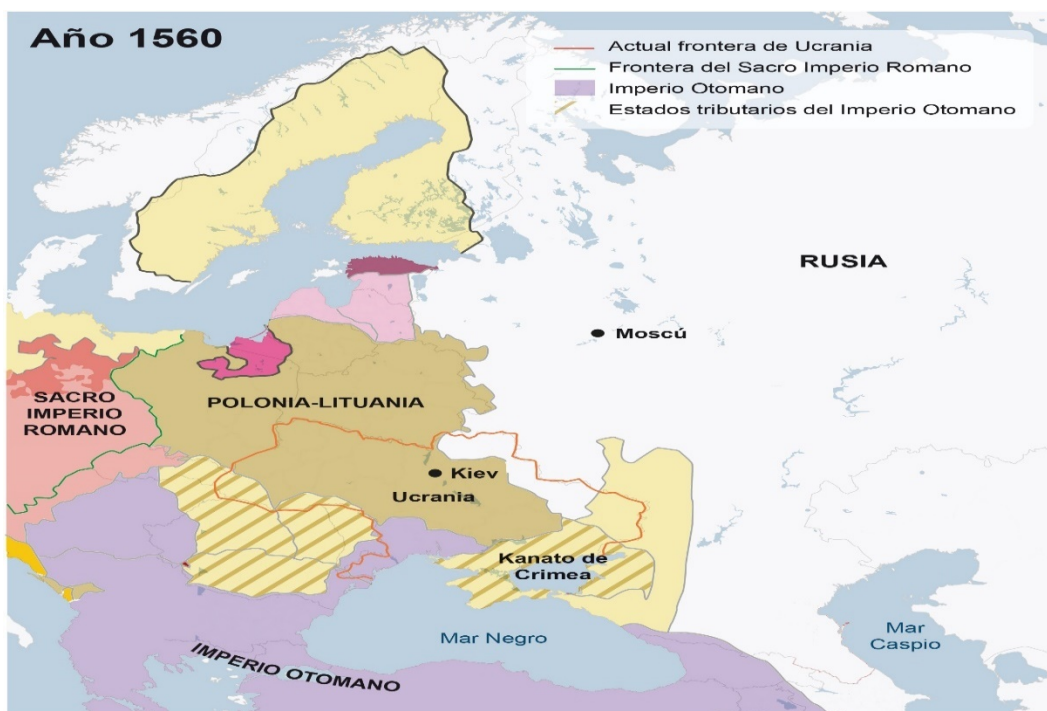 Año 1560
Actual frontera de Ucrania
Frontera del Sacro Imperio Romano
Imperio Otomano
Estados tributarios del Imperio Otomano
RUSIA
Moscú
SACRO
IMPERIO
ROMANO
POLONIA-LITUANIA
Kiev
Ucrania
Kanato de
Crimea
Mar Negro
Mar
Caspio
IMPERIO OTOMANO